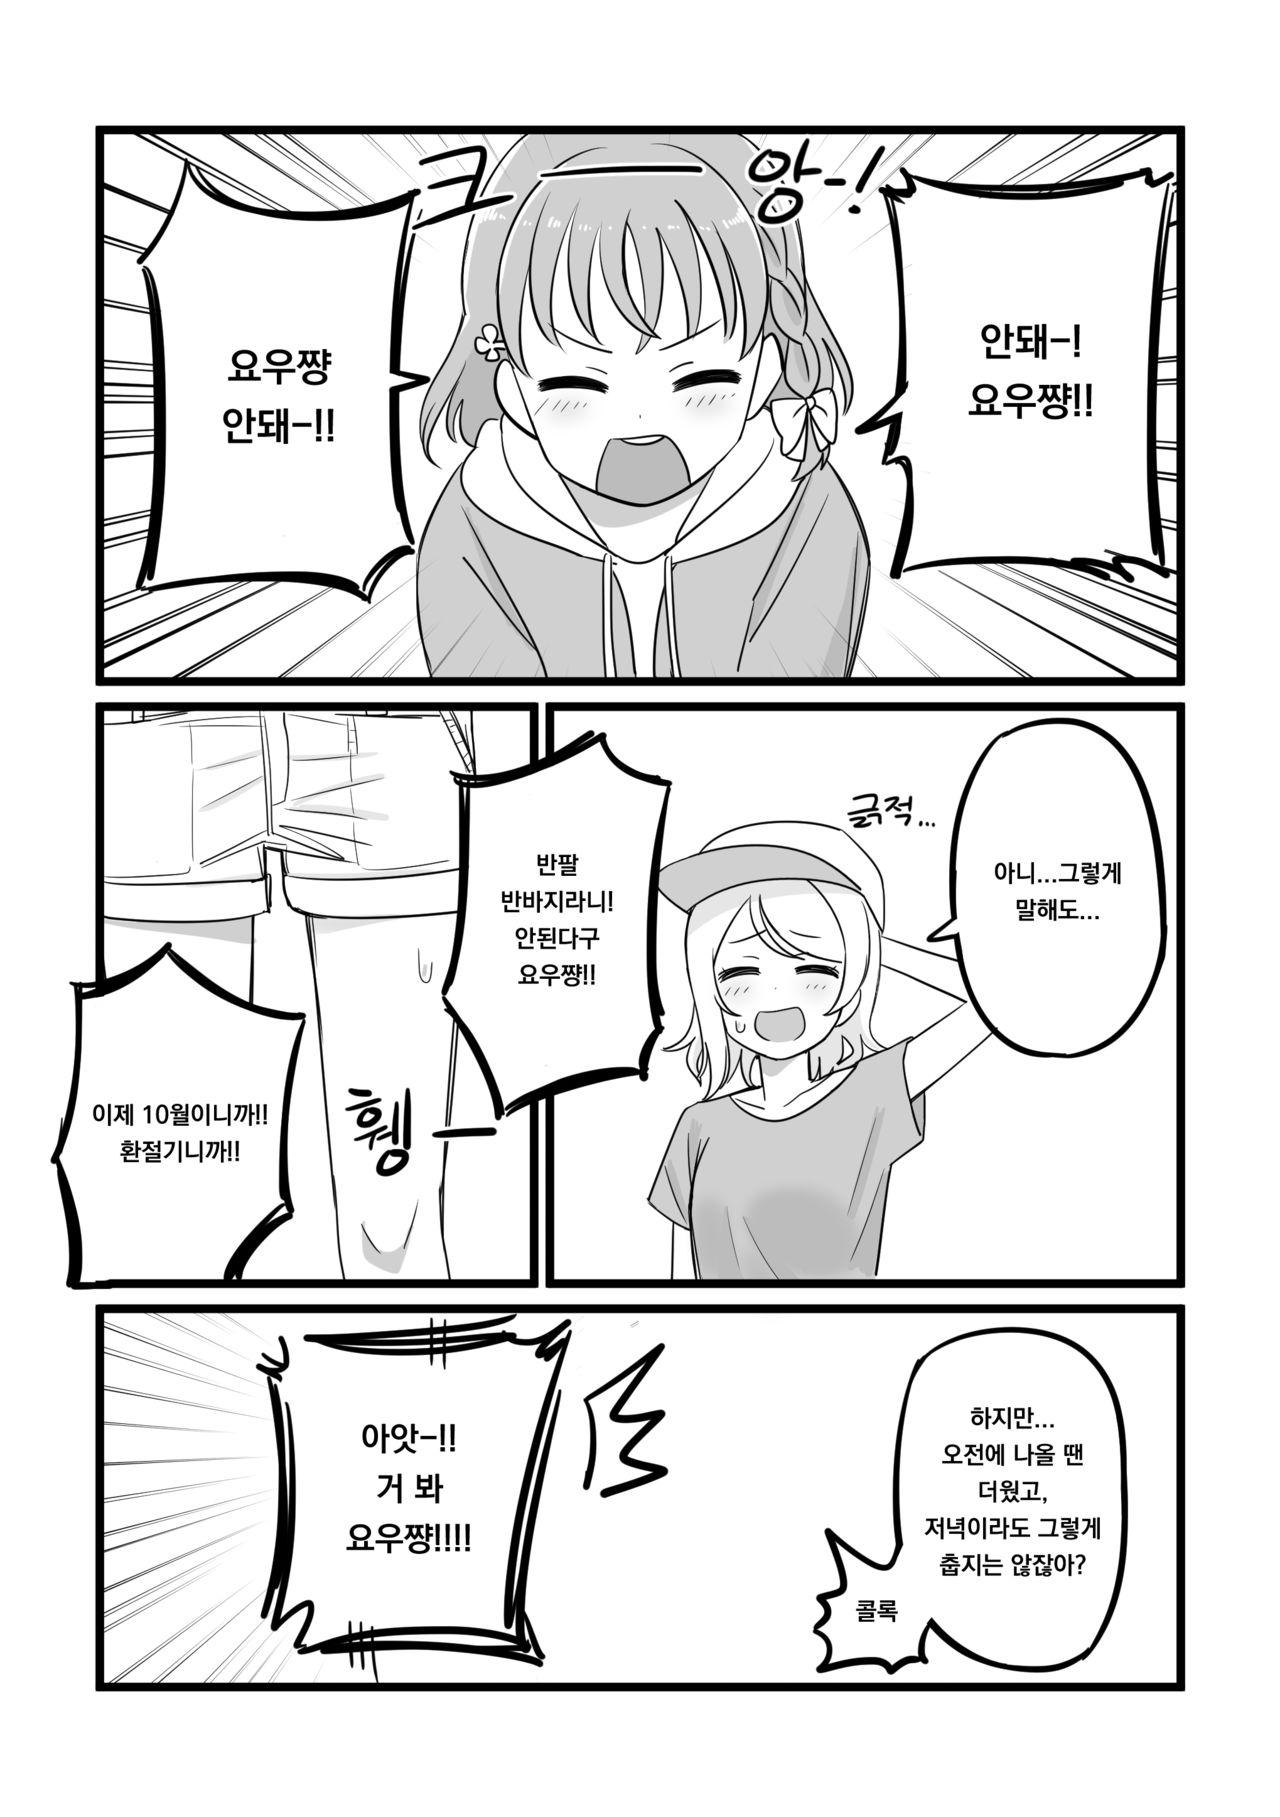 안돼-!
요우쨩!!
크
앙-!
요우쨩
안돼-!!
아니...그렇게
말해도...
긁적...
반팔
반바지라니!
안된다구
요우쨩!!
이제 10월이니까!!
환절기니까!!
휑ㅡ
하지만...
오전에 나올 땐
더웠고,
저녁이라도 그렇게
춥지는 않잖아?
콜록
아앗-!!
거 봐
요우쨩!!!!